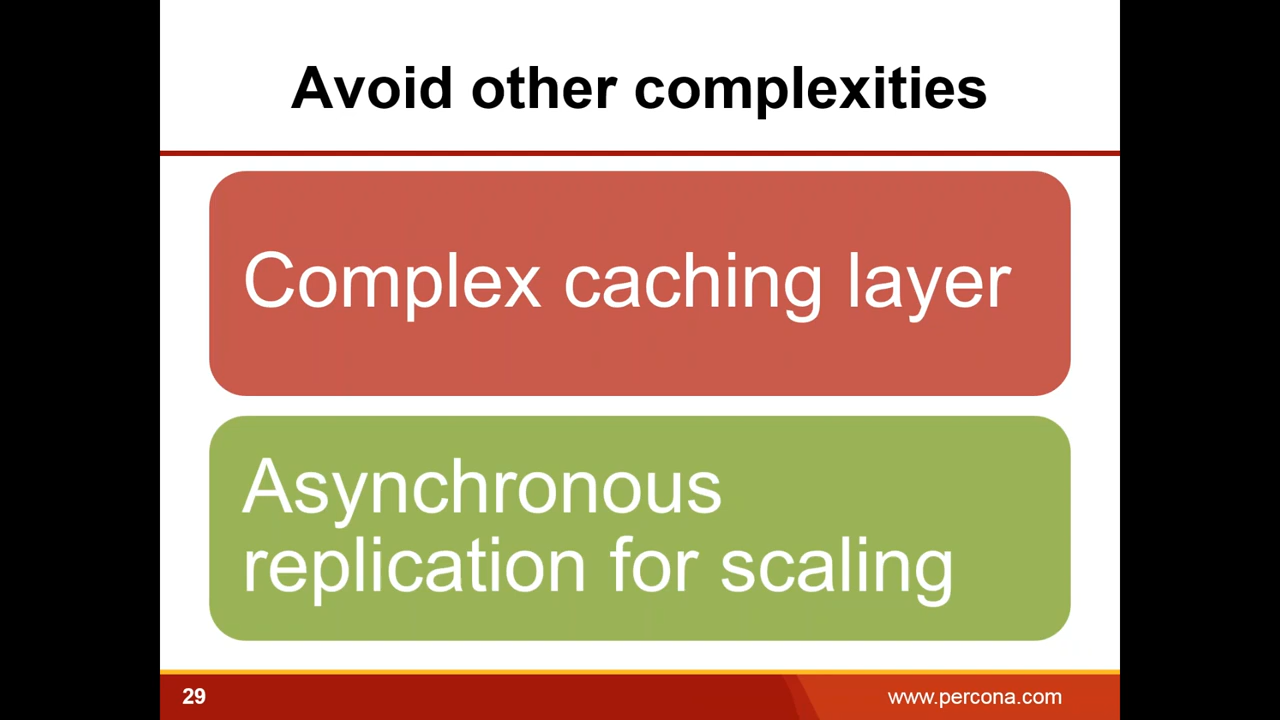 Avoid other complexities
Complex caching layer
Asynchronous
replication for scaling
29
www.percona.com